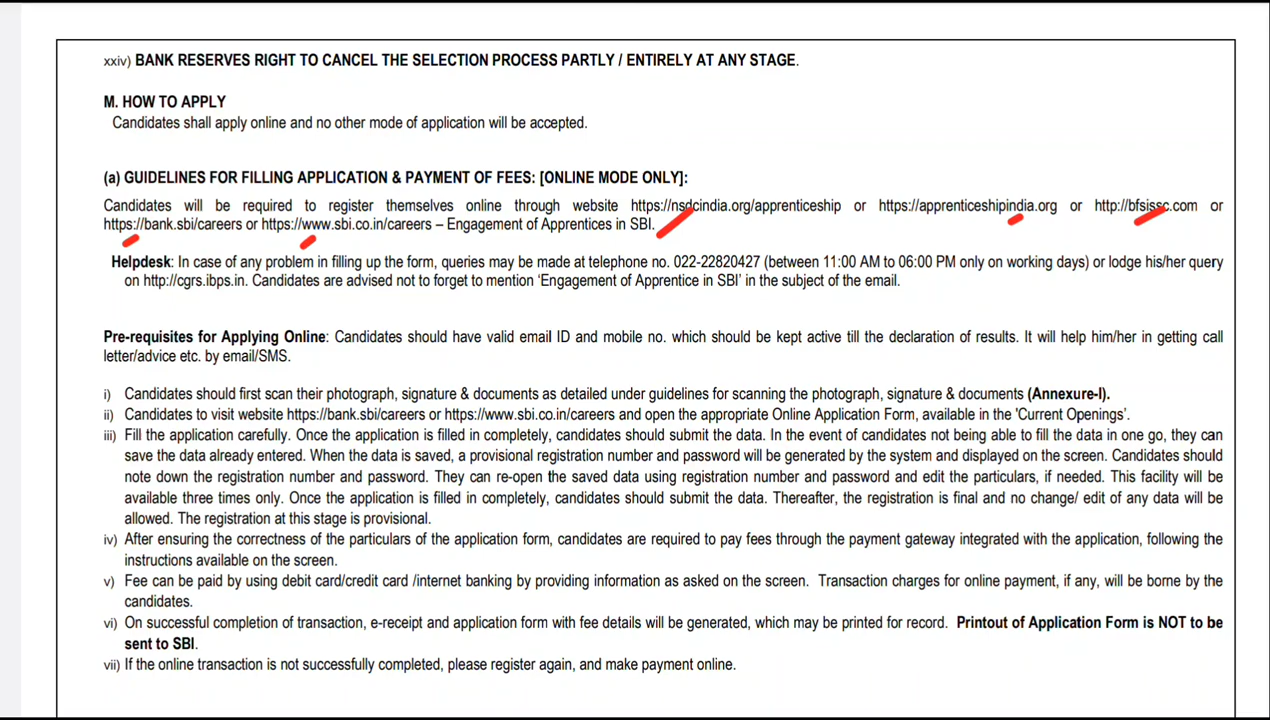 xxiv) BANK RESERVES RIGHT TO CANCEL THE SELECTION PROCESS PARTLY / ENTIRELY AT ANY STAGE.
M. HOW TO APPLY
Candidates shall apply online and no other mode of application will be accepted.
(a) GUIDELINES FOR FILLING APPLICATION & PAYMENT OF FEES: [ONLINE MODE ONLY]:
Candidates will be required to register themselves online through website https://nsdcindia.org/apprenticeship or https://apprenticeshipindia.org or http://bfsissc.com or
https://bank.sbi/careers or https://www.sbi.co.in/careers – Engagement of Apprentices in SBI.
Helpdesk: In case of any problem in filling up the form, queries may be made at telephone no. 022-22820427 (between 11:00 AM to 06:00 PM only on working days) or lodge his/her query
on http://cgrs.ibps.in. Candidates are advised not to forget to mention ‘Engagement of Apprentice in SBI’ in the subject of the email.
Pre-requisites for Applying Online: Candidates should have valid email ID and mobile no. which should be kept active till the declaration of results. It will help him/her in getting call
letter/advice etc. by email/SMS.
i) Candidates should first scan their photograph, signature & documents as detailed under guidelines for scanning the photograph, signature & documents (Annexure-I).
ii) Candidates to visit website https://bank.sbi/careers or https://www.sbi.co.in/careers and open the appropriate Online Application Form, available in the 'Current Openings’.
iii) Fill the application carefully. Once the application is filled in completely, candidates should submit the data. In the event of candidates not being able to fill the data in one go, they can
save the data already entered. When the data is saved, a provisional registration number and password will be generated by the system and displayed on the screen. Candidates should
note down the registration number and password. They can re-open the saved data using registration number and password and edit the particulars, if needed. This facility will be
available three times only. Once the application is filled in completely, candidates should submit the data. Thereafter, the registration is final and no change/ edit of any data will be
allowed. The registration at this stage is provisional.
iv) After ensuring the correctness of the particulars of the application form, candidates are required to pay fees through the payment gateway integrated with the application, following the
instructions available on the screen.
v) Fee can be paid by using debit card/credit card /internet banking by providing information as asked on the screen. Transaction charges for online payment, if any, will be borne by the
candidates.
vi) On successful completion of transaction, e-receipt and application form with fee details will be generated, which may be printed for record. Printout of Application Form is NOT to be
sent to SBI.
vii) If the online transaction is not successfully completed, please register again, and make payment online.